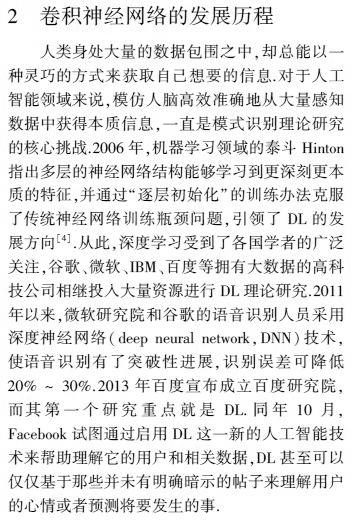 2 卷积神经网络的发展历程
人类身处大量的数据包围之中,却总能以一
种灵巧的方式来获取自己想要的信息.对于人工
智能领域来说,模仿人脑高效准确地从大量感知
数据中获得本质信息,一直是模式识别理论研究
的核心挑战.2006 年,机器学习领域的泰斗 Hinton
指出多层的神经网络结构能够学习到更深刻更本
质的特征,并通过“逐层初始化”的训练办法克服
了传统神经网络训练瓶颈问题,引领了 DL 的发
展方向[4].从此,深度学习受到了各国学者的广泛
关注,谷歌、微软、IBM、百度等拥有大数据的高科
技公司相继投入大量资源进行 DL 理论研究.2011
年以来,微软研究院和谷歌的语音识别人员采用
深度神经网络(deep neural network,DNN)技术,
使语音识别有了突破性进展,识别误差可降低
20% ~ 30%.2013 年百度宣布成立百度研究院,
而其第一个研究重点就是 DL.同年 10 月,
Facebook 试图通过启用 DL 这一新的人工智能技
术来帮助理解它的用户和相关数据,DL 甚至可以
仅仅基于那些并未有明确暗示的帖子来理解用户
的心情或者预测将要发生的事.